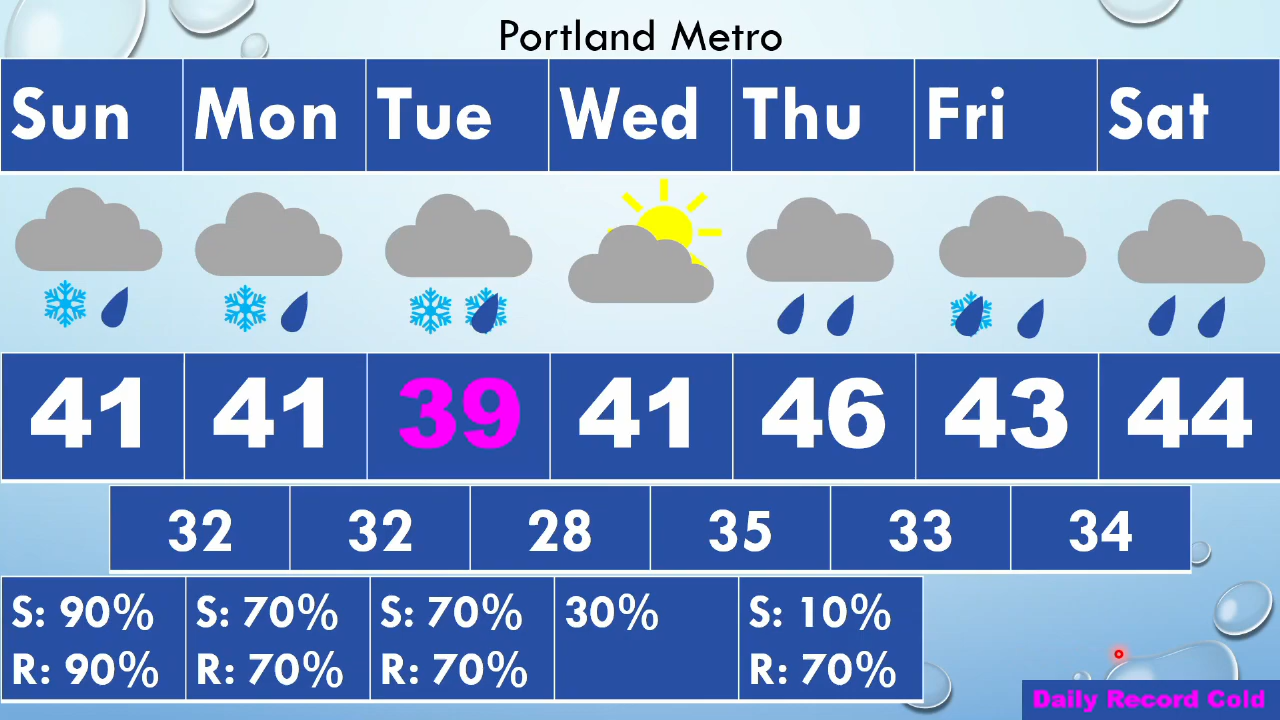 Portland Metro
Sun Mon Tue Wed Thu Fri Sat
41 41 39 41 46 43 44
32 32 28 35 33 34
S: 90% S: 70% S: 70% 30% S: 10%
R: 90% R: 70% R: 70% R: 70%
Daily Record Cold